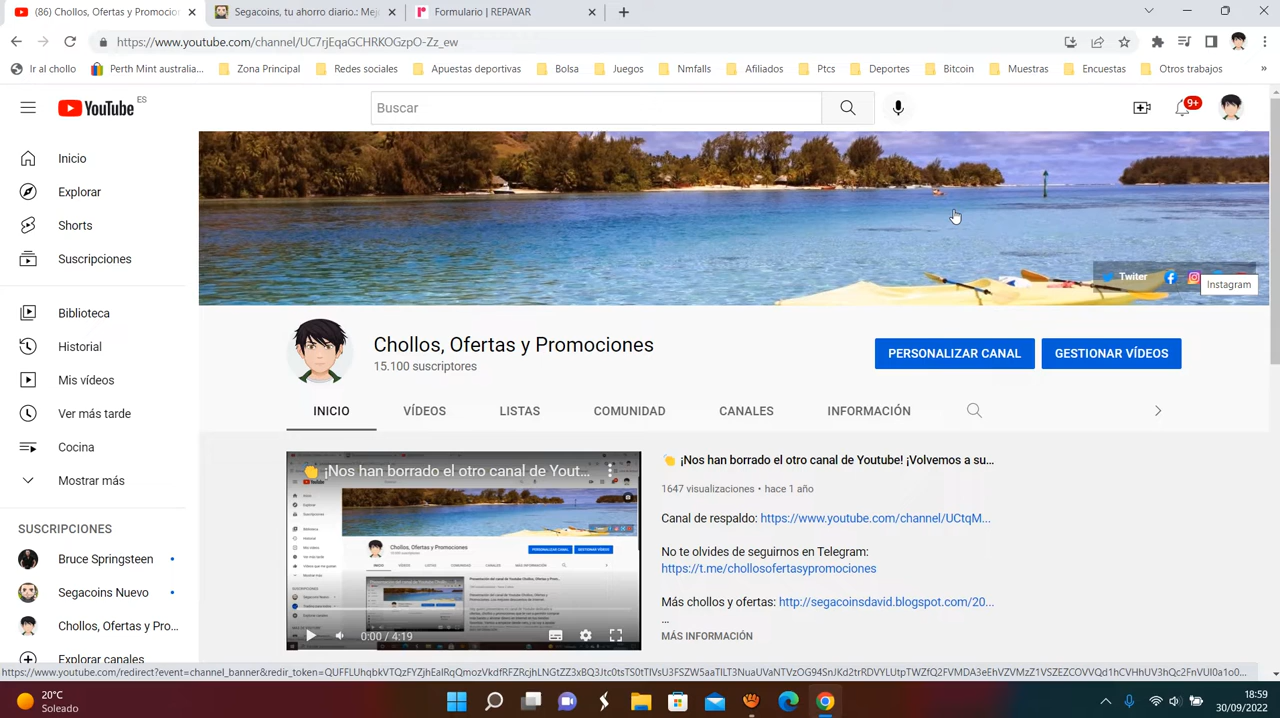 (86) Chollos, Ofertas y Promocion
Segacoins, tu ahorro diario.: Mej
Formulario | REPAVAR
https://www.youtube.com/channel/UC7rjEqaGCHRKOGzpO-Zz_ew
Ir al chollo
Perth Mint australia...
Zona Principal
Redes sociales
Apuestas deportivas
Bolsa
Juegos
Nmfalls
Afiliados
Ptcs
Deportes
Bitcoin
Muestras
Encuestas
Otros trabajos
»
YouTube ES
Buscar
9+
Inicio
Explorar
Shorts
Suscripciones
Biblioteca
Historial
Mis vídeos
Ver más tarde
Cocina
Mostrar más
SUSCRIPCIONES
Bruce Springsteen
Segacoins Nuevo
Chollos, Ofertas y Pro...
Explorar canales
Twiter
Instagram
Chollos, Ofertas y Promociones
15.100 suscriptores
PERSONALIZAR CANAL
GESTIONAR VÍDEOS
INICIO
VÍDEOS
LISTAS
COMUNIDAD
CANALES
INFORMACIÓN
¡Nos han borrado el otro canal de Yout...
Chollos, Ofertas y Promociones
0:00 / 4:19
¡Nos han borrado el otro canal de Youtube! ¡Volvemos a su...
1647 visualizaciones • hace 1 año
Canal de respaldo: https://www.youtube.com/channel/UCtqM...
No te olvides de seguirnos en Telegram:
https://t.me/chollosofertasypromociones
Más chollos y ofertas: http://segacoinsdavid.blogspot.com/20...
...
MÁS INFORMACIÓN
20°C
Soleado
18:59
30/09/2022